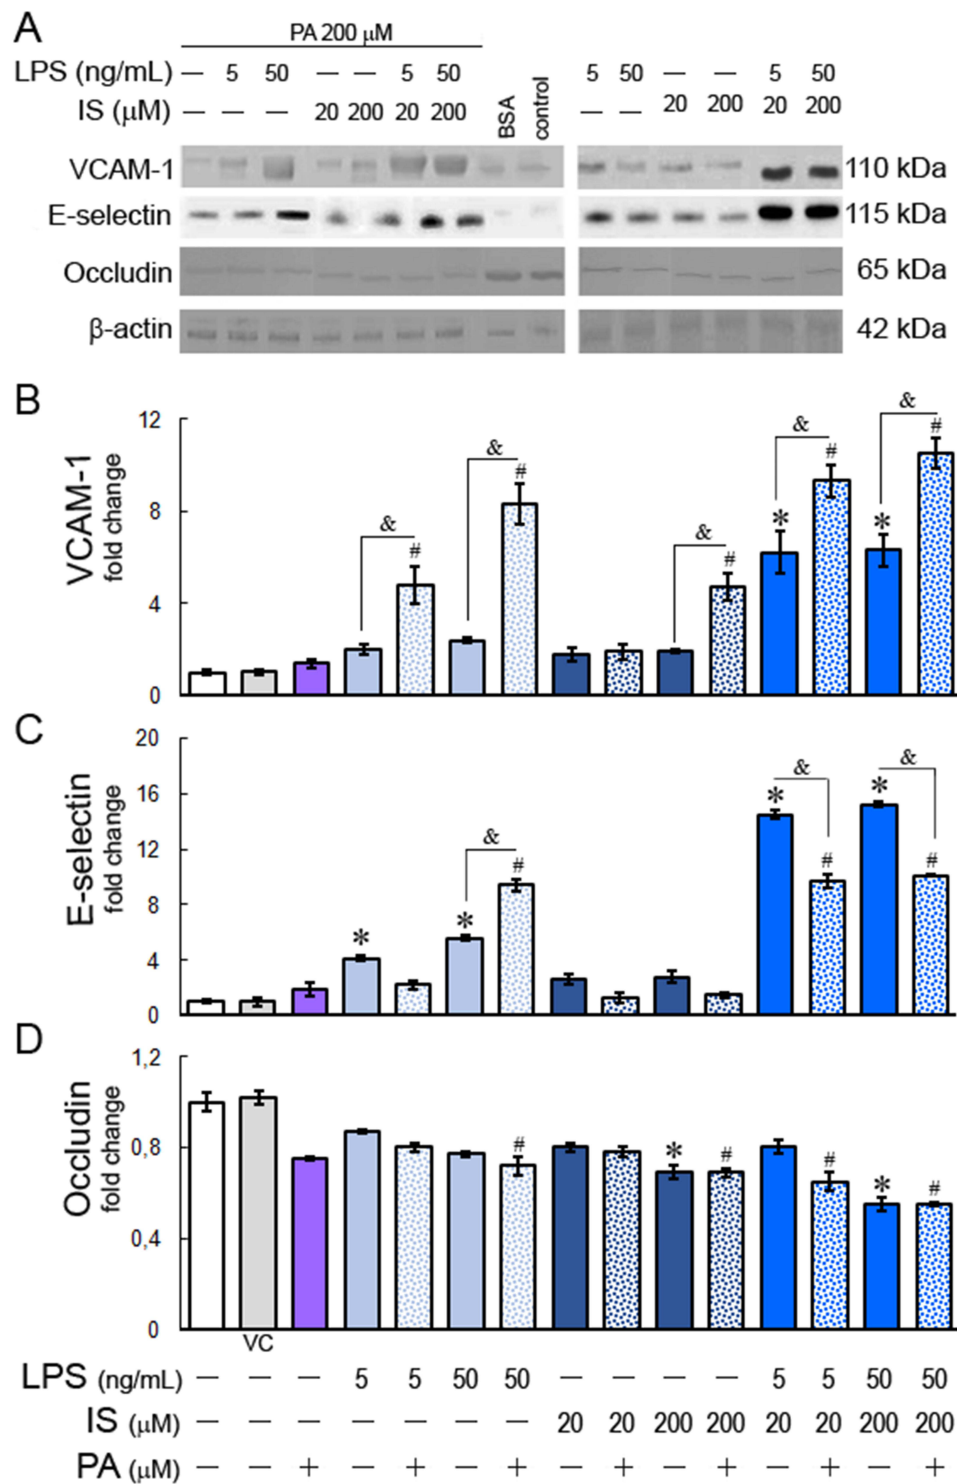 A
PA 200 µM
LPS (ng/mL) — 5 50 — — 5 50 5 50 — — 5 50
IS (µM) — — — 20 200 20 200 BSA control — — 20 200 20 200
VCAM-1 110 kDa
E-selectin 115 kDa
Occludin 65 kDa
β-actin 42 kDa
B
VCAM-1
fold change
12
8
4
0
& # & # & # * & # * & #
C
E-selectin
fold change
20
16
12
8
4
0
* * & # * & # * & #
D
Occludin
fold change
1,2
0,8
0,4
0
# * # # * #
VC
LPS (ng/mL) — — — 5 5 50 50 — — — — 5 5 50 50
IS (µM) — — — — — — — 20 20 200 200 20 20 200 200
PA (µM) — — + — + — + — + — + — + — +